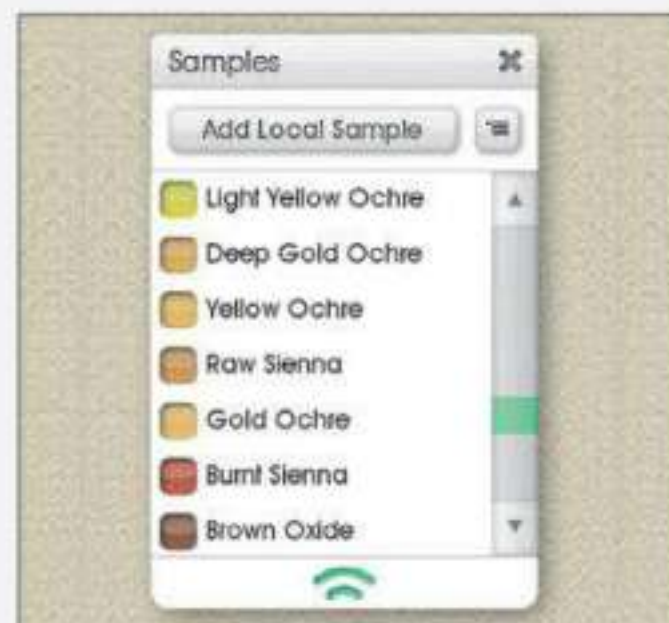 Samples
Add Local Sample
Light Yellow Ochre
Deep Gold Ochre
Yellow Ochre
Raw Sienna
Gold Ochre
Burnt Sienna
Brown Oxide